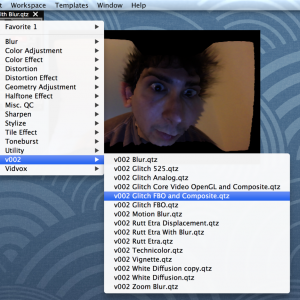 Workspace Templates Window Help
ith Blur.qtz X
Favorite 1
Blur
Color Adjustment
Color Effect
Distortion
Distortion Effect
Geometry Adjustment
Halftone Effect
Misc. QC
Sharpen
Stylize
Tile Effect
Toneburst
Utility
v002
Vidvox
v002 Blur.qtz
v002 Glitch 525.qtz
v002 Glitch Analog.qtz
v002 Glitch Core Video OpenGL and Composite.qtz
v002 Glitch FBO and Composite.qtz
v002 Glitch FBO.qtz
v002 Motion Blur.qtz
v002 Rutt Etra Displacement.qtz
v002 Rutt Etra With Blur.qtz
v002 Rutt Etra.qtz
v002 Technicolor.qtz
v002 Vignette.qtz
v002 White Diffusion copy.qtz
v002 White Diffusion.qtz
v002 Zoom Blur.qtz